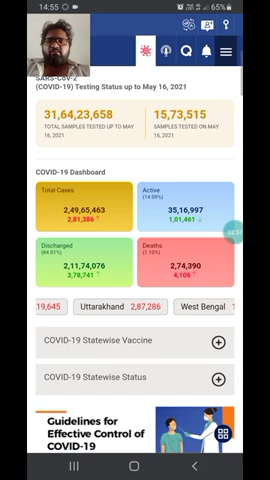 14:55
65%
SARS-CoV-2
(COVID-19) Testing Status up to May 16, 2021
31,64,23,658 15,73,515
TOTAL SAMPLES TESTED UP TO MAY 16, 2021 SAMPLES TESTED ON MAY 16, 2021
COVID-19 Dashboard
Total Cases Active
(14.09%)
2,49,65,463 35,16,997
2,81,386 ↑ 1,01,461 ↓
02:57
Discharged Deaths
(84.81%) (1.10%)
2,11,74,076 2,74,390
3,78,741 ↑ 4,106 ↑
19,645 Uttarakhand 2,87,286 West Bengal
COVID-19 Statewise Vaccine
COVID-19 Statewise Status
Guidelines for
Effective Control of
COVID-19